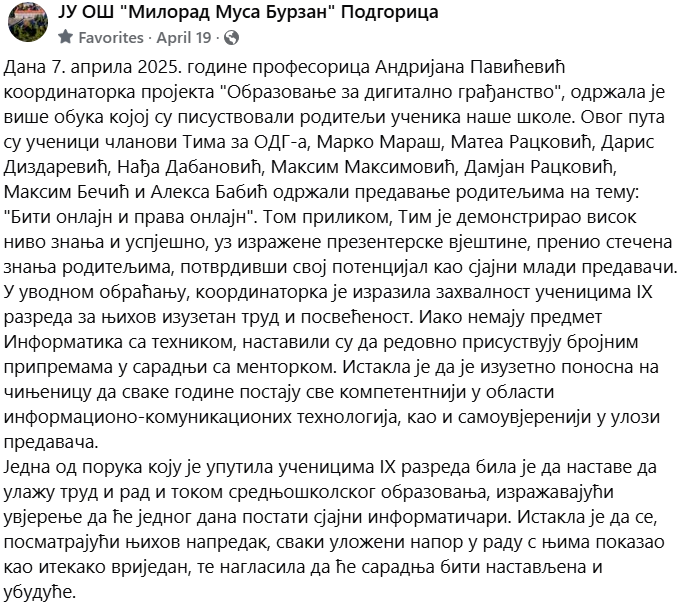 ЈУ ОШ "Милорад Муса Бурзан" Подгорица
Favorites · April 19 ·
Дана 7. априла 2025. године професорица Андријана Павићевић
координаторка пројекта "Образовање за дигитално грађанство", одржала је
више обука којој су писуствовали родитељи ученика наше школе. Овог пута
су ученици чланови Тима за ОДГ-а, Марко Мараш, Матеа Рацковић, Дарис
Диздаревић, Нађа Дабановић, Максим Максимовић, Дамјан Рацковић,
Максим Бечић и Алекса Бабић одржали предавање родитељима на тему:
"Бити онлајн и права онлајн". Том приликом, Тим је демонстрирао висок
ниво знања и успјешно, уз изражене презентерске вјештине, пренио стечена
знања родитељима, потврдивши свој потенцијал као сјајни млади предавачи.
У уводном обраћању, координаторка је изразила захвалност ученицима IX
разреда за њихов изузетан труд и посвећеност. Иако немају предмет
Информатика са техником, наставили су да редовно присуствују бројним
припремама у сарадњи са менторком. Истакла је да је изузетно поносна на
чињеницу да сваке године постају све компетентнији у области
информационо-комуникационих технологија, као и самоувјеренији у улози
предавача.
Једна од порука коју је упутила ученицима IX разреда била је да наставе да
улажу труд и рад и током средњошколског образовања, изражавајући
увјерење да ће једног дана постати сјајни информатичари. Истакла је да се,
посматрајући њихов напредак, сваки уложени напор у раду с њима показао
као итекако вриједан, те нагласила да ће сарадња бити настављена и
убудуће.